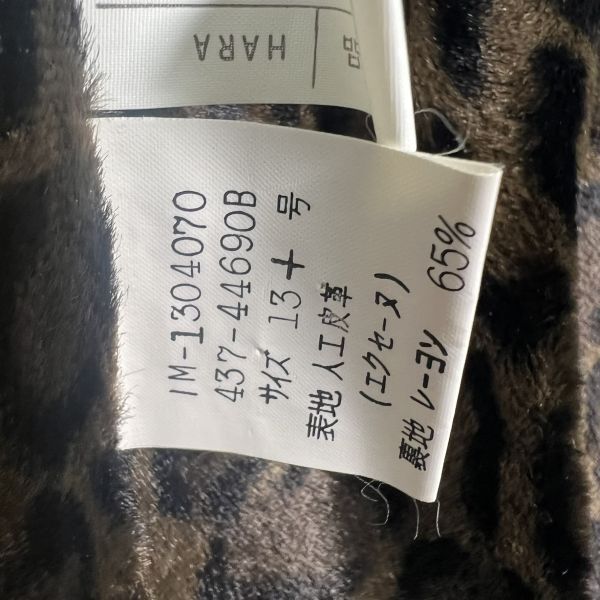 品
HARA
1M-1304070
437-44690B
サイズ 13+ 号
表地 人工皮革
(エクセーヌ)
裏地 レーヨン 65%